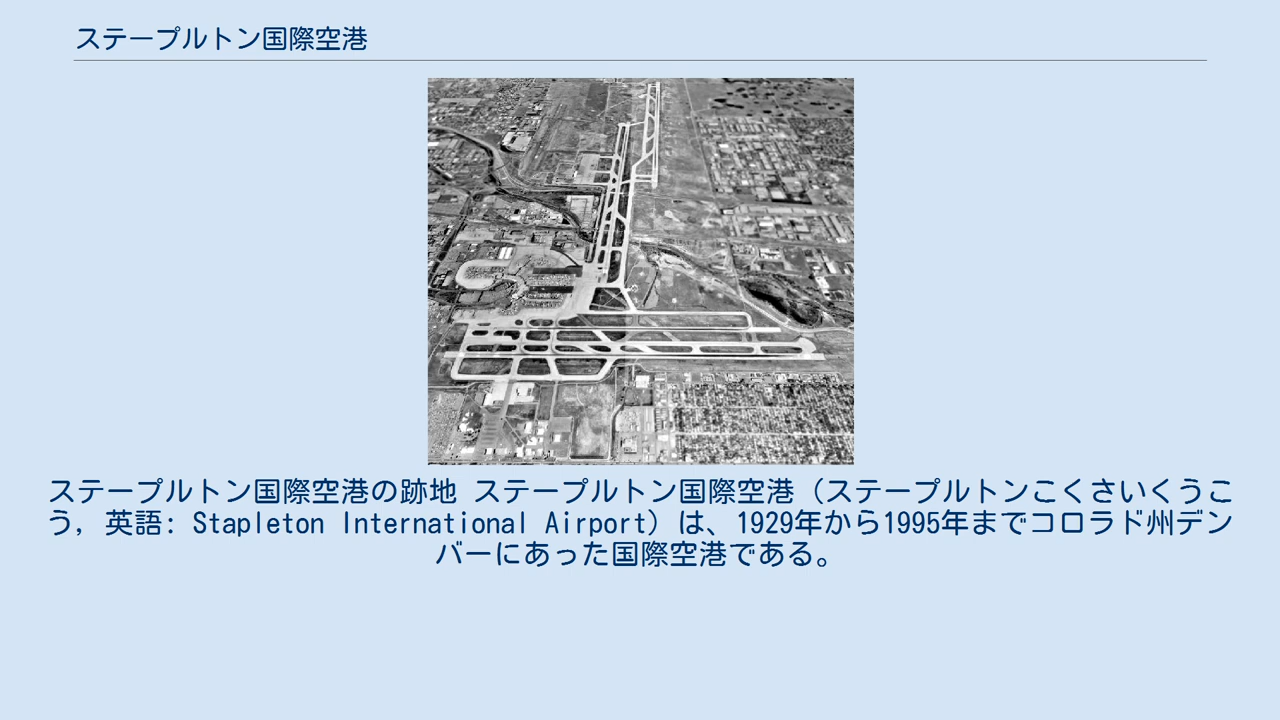 ステープルトン国際空港
ステープルトン国際空港の跡地 ステープルトン国際空港（ステープルトンこくさいくうこ
う, 英語: Stapleton International Airport）は、1929年から1995年までコロラド州デン
バーにあった国際空港である。